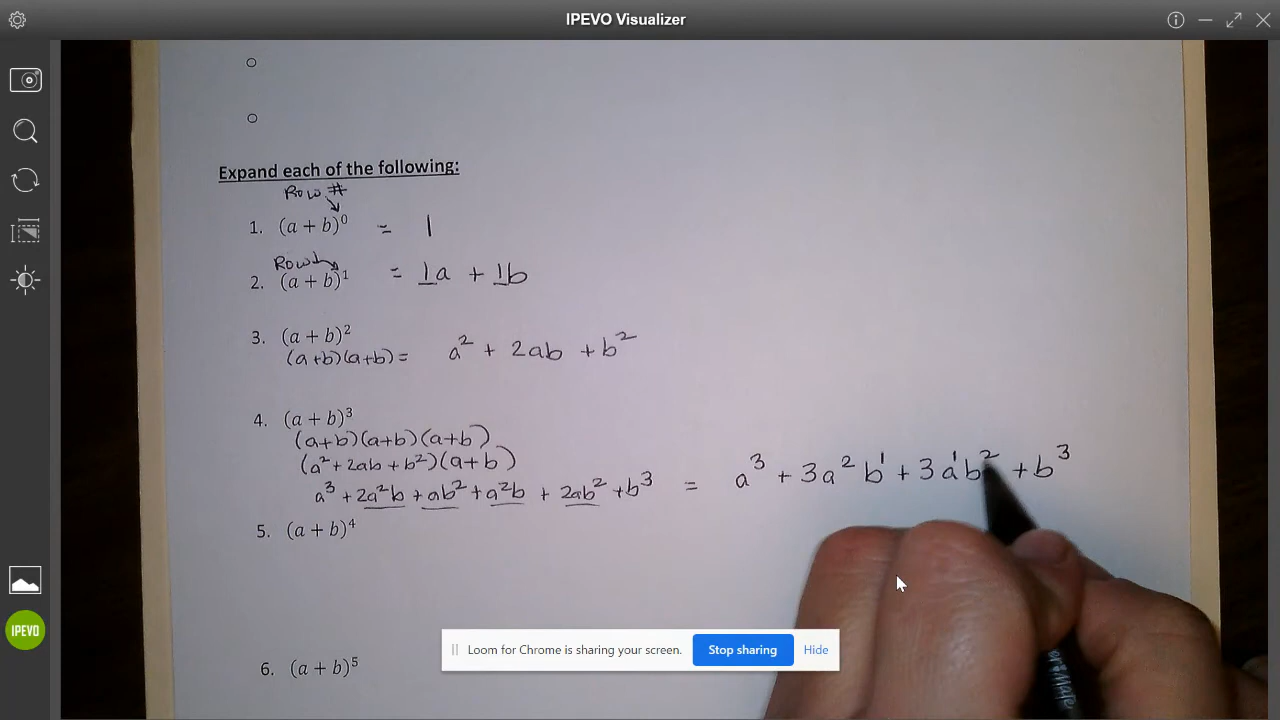 IPEVO Visualizer
Expand each of the following:
Row #
1. (a + b)⁰ = 1
Row 1
2. (a + b)¹ = 1a + 1b
3. (a + b)²
(a+b)(a+b) = a² + 2ab + b²
4. (a + b)³
(a+b)(a+b)(a+b)
(a² + 2ab + b²)(a+b)
a³ + 2a²b + ab² + a²b + 2ab² + b³ = a³ + 3a²b¹ + 3a¹b² + b³
5. (a + b)⁴
IPEVO
Loom for Chrome is sharing your screen. Stop sharing Hide
6. (a + b)⁵